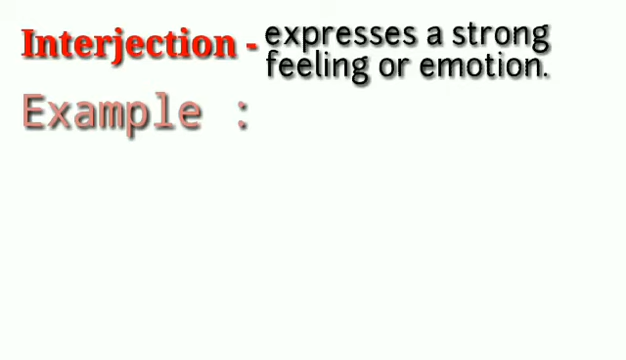 Interjection - expresses a strong
feeling or emotion.
Example :